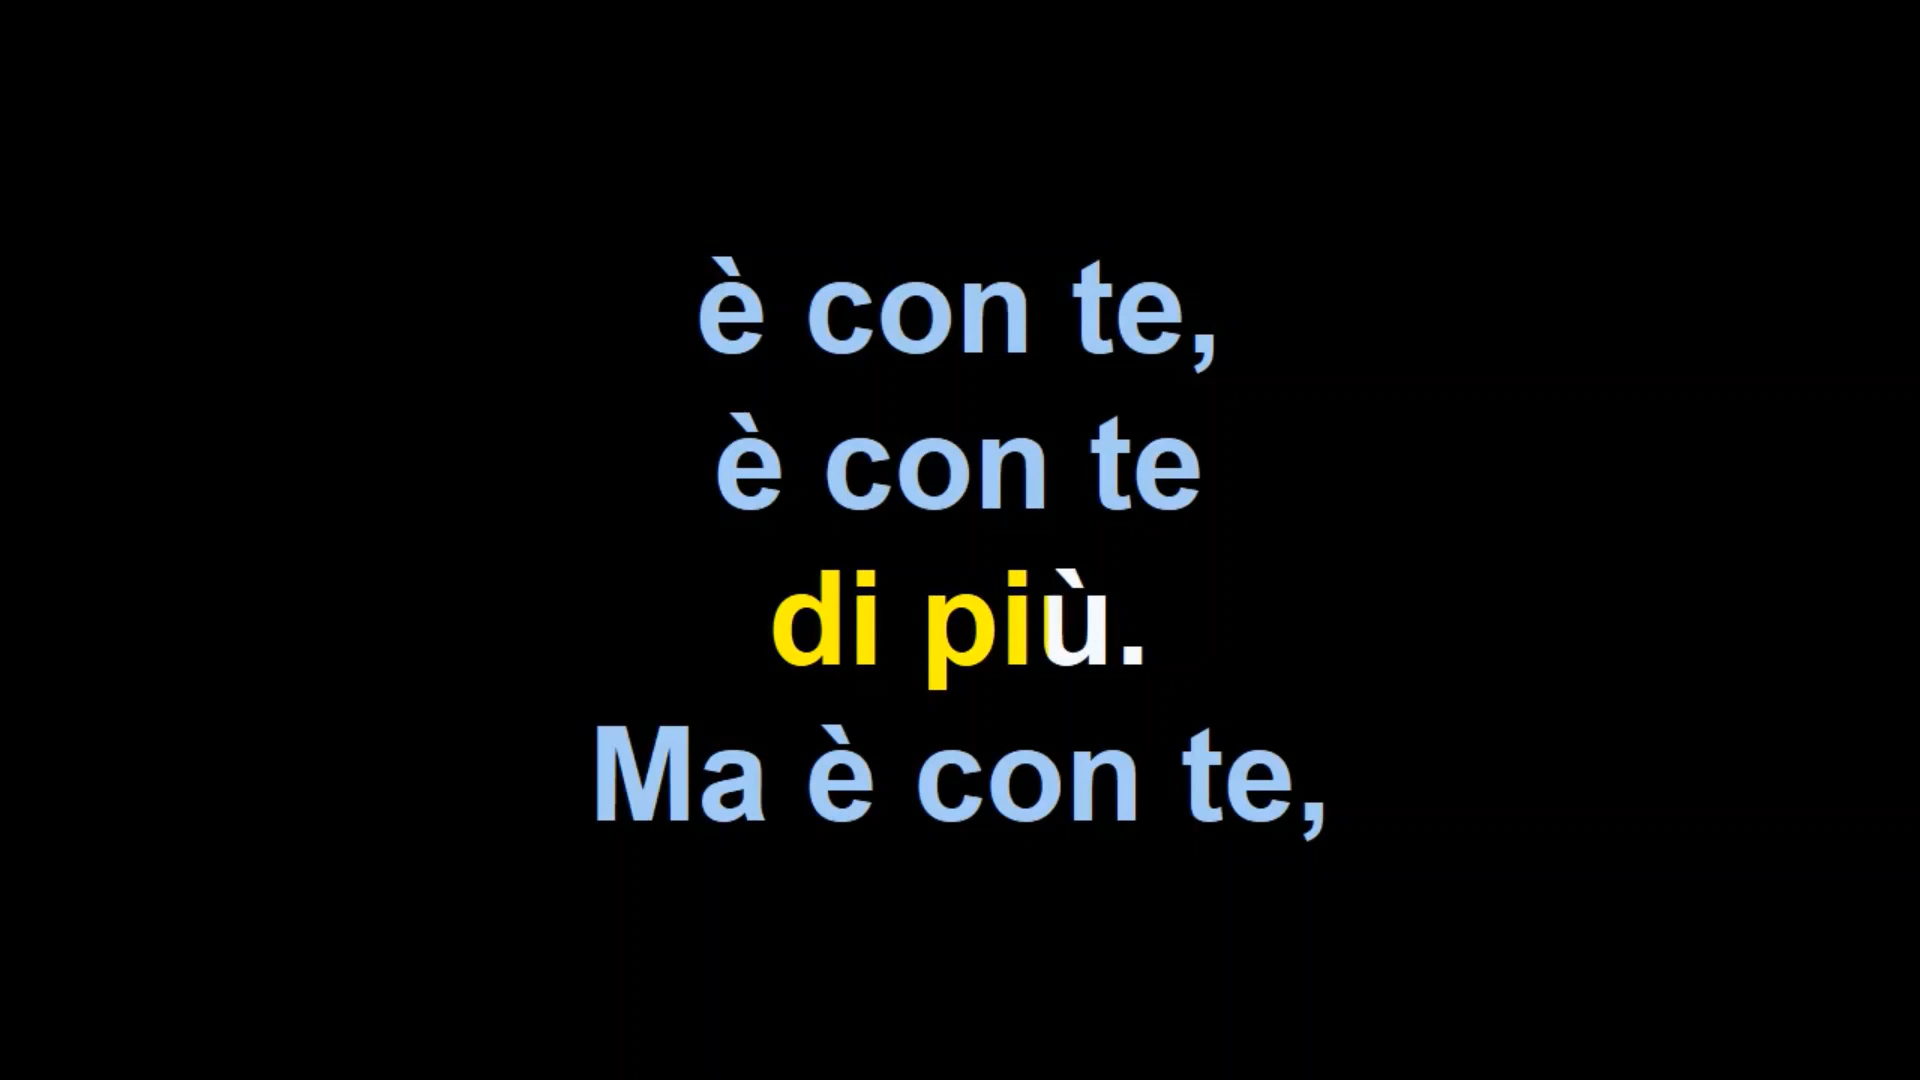 è con te,
è con te
di più.
Ma è con te,